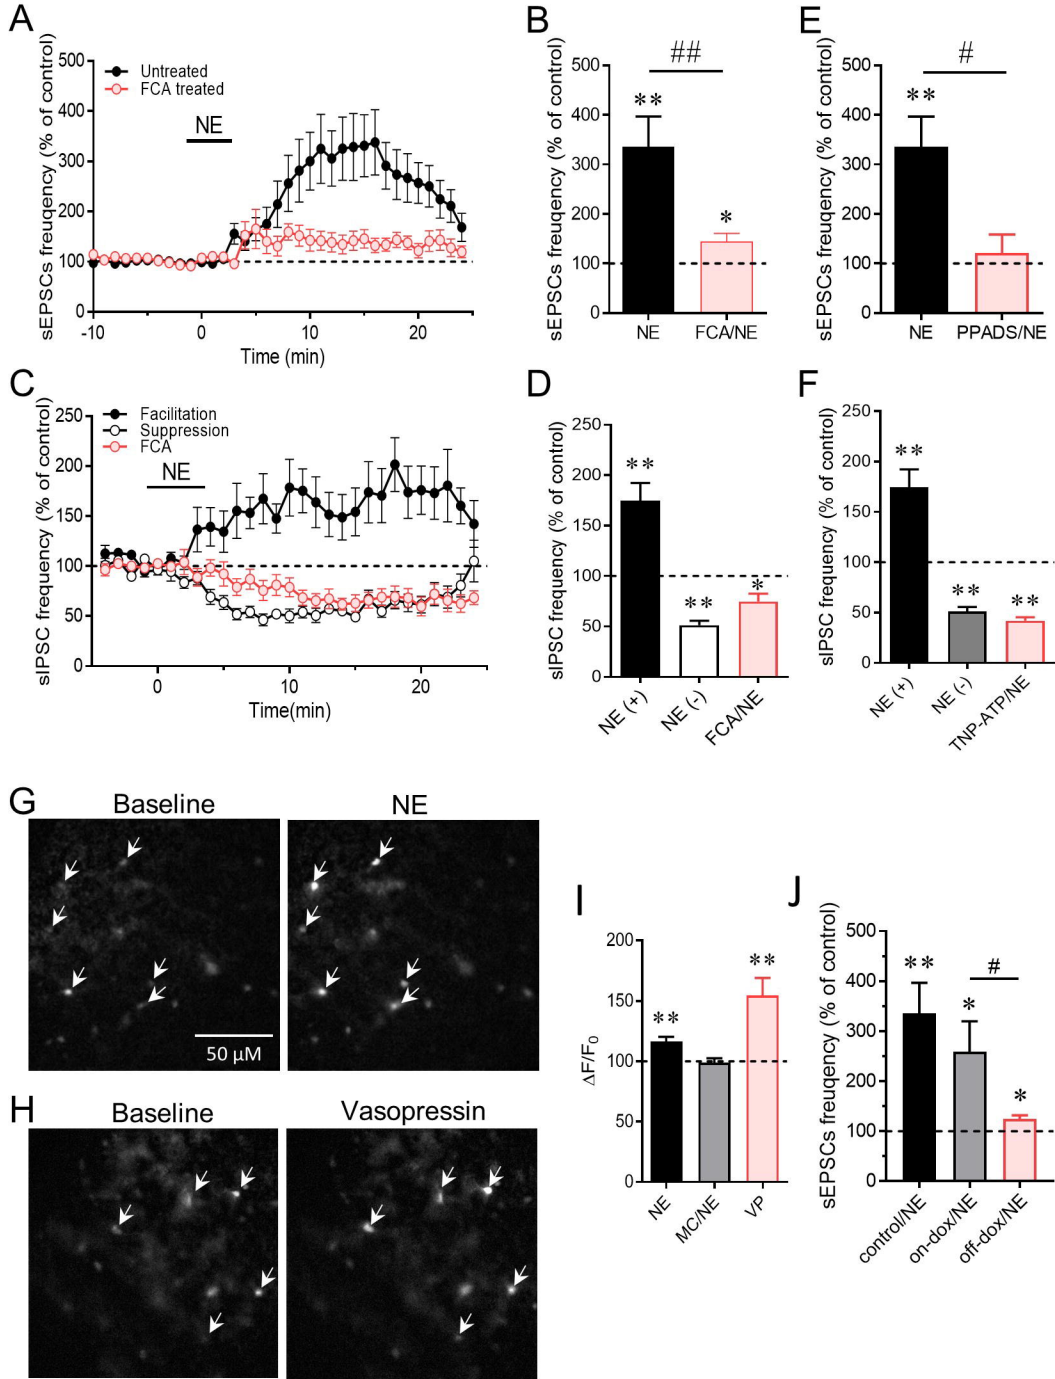 A
sEPSCs freuqency (% of control)
500
400
300
200
100
0
Untreated
FCA treated
NE
-10
0
10
20
Time (min)
B
sEPSCs frequency (% of control)
500
400
300
200
100
0
##
**
*
NE
FCA/NE
E
sEPSCs frequency (% of control)
500
400
300
200
100
0
#
**
NE
PPADS/NE
C
sIPSC frequency (% of control)
250
200
150
100
50
0
Facilitation
Suppression
FCA
NE
0
10
20
Time(min)
D
sIPSC frequency (% of control)
250
200
150
100
50
0
**
**
*
NE (+)
NE (-)
FCA/NE
F
sIPSC frequency (% of control)
250
200
150
100
50
0
**
**
**
NE (+)
NE (-)
TNP-ATP/NE
G
Baseline
NE
50 µM
H
Baseline
Vasopressin
I
ΔF/F0
200
150
100
50
0
**
**
NE
MC/NE
VP
J
sEPSCs freuqency (% of control)
500
400
300
200
100
0
**
*
#
*
control/NE
on-dox/NE
off-dox/NE